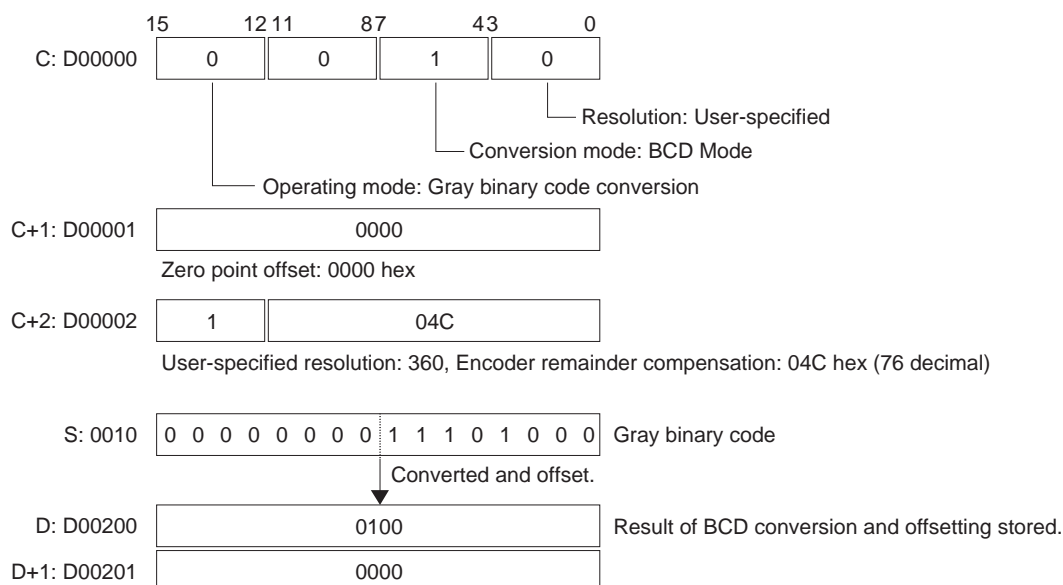 15 12 11 8 7 4 3 0
C: D00000 0 0 1 0
Resolution: User-specified
Conversion mode: BCD Mode
Operating mode: Gray binary code conversion
C+1: D00001 0000
Zero point offset: 0000 hex
C+2: D00002 1 04C
User-specified resolution: 360, Encoder remainder compensation: 04C hex (76 decimal)
S: 0010 0 0 0 0 0 0 0 0 1 1 1 0 1 0 0 0 Gray binary code
Converted and offset.
D: D00200 0100 Result of BCD conversion and offsetting stored.
D+1: D00201 0000